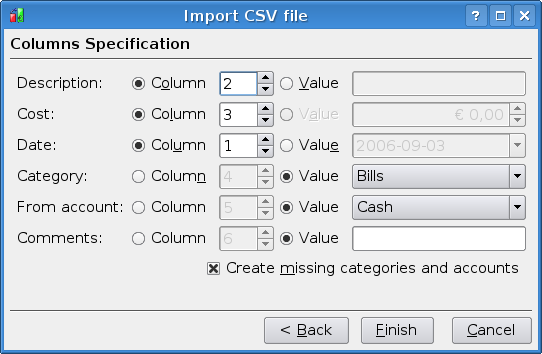 Import CSV file ?
Columns Specification
Description: Column 2 Value
Cost: Column 3 Value € 0,00
Date: Column 1 Value 2006-09-03
Category: Column 4 Value Bills
From account: Column 5 Value Cash
Comments: Column 6 Value
Create missing categories and accounts
< Back Finish Cancel